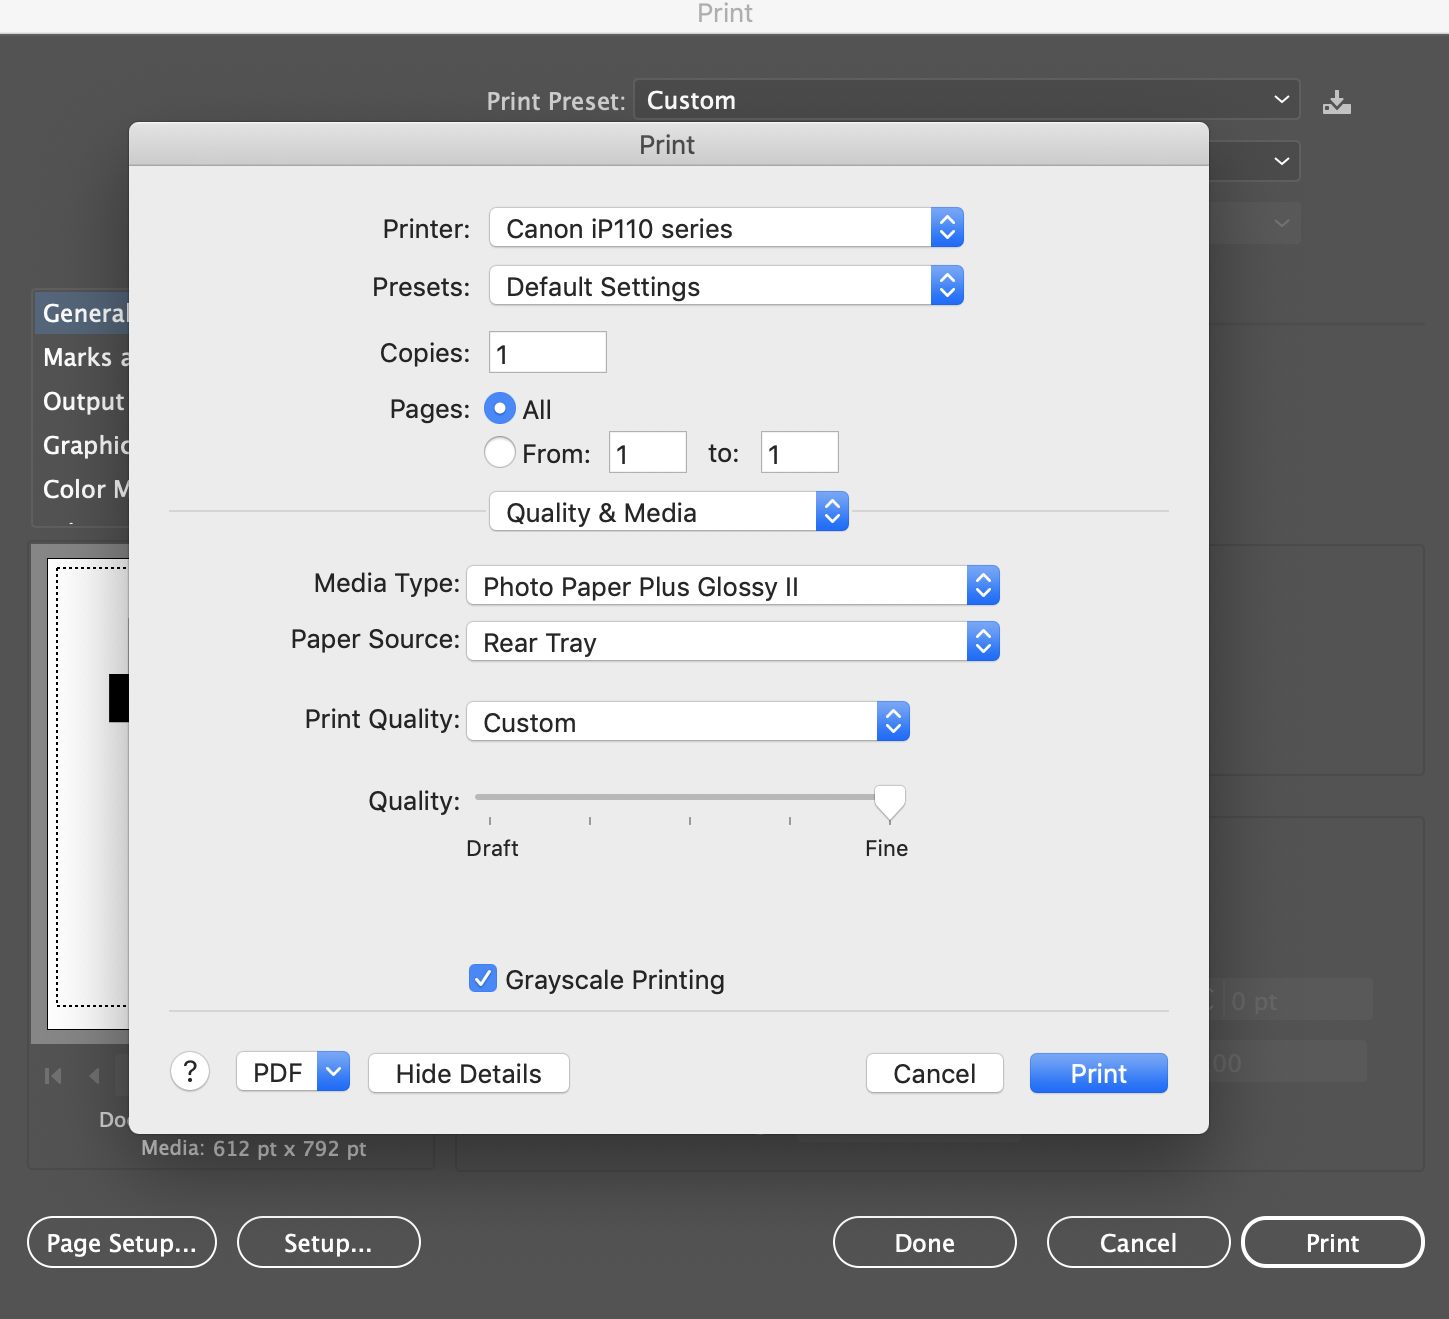 Print
Print Preset: Custom
Print
Printer: Canon iP110 series
Presets: Default Settings
Copies: 1
Pages: All
From: 1 to: 1
General
Marks a
Output
Graphic
Color M
Quality & Media
Media Type: Photo Paper Plus Glossy II
Paper Source: Rear Tray
Print Quality: Custom
Quality:
Draft Fine
Grayscale Printing
0 pt
00
? PDF Hide Details Cancel Print
Do
Media: 612 pt x 792 pt
Page Setup... Setup... Done Cancel Print